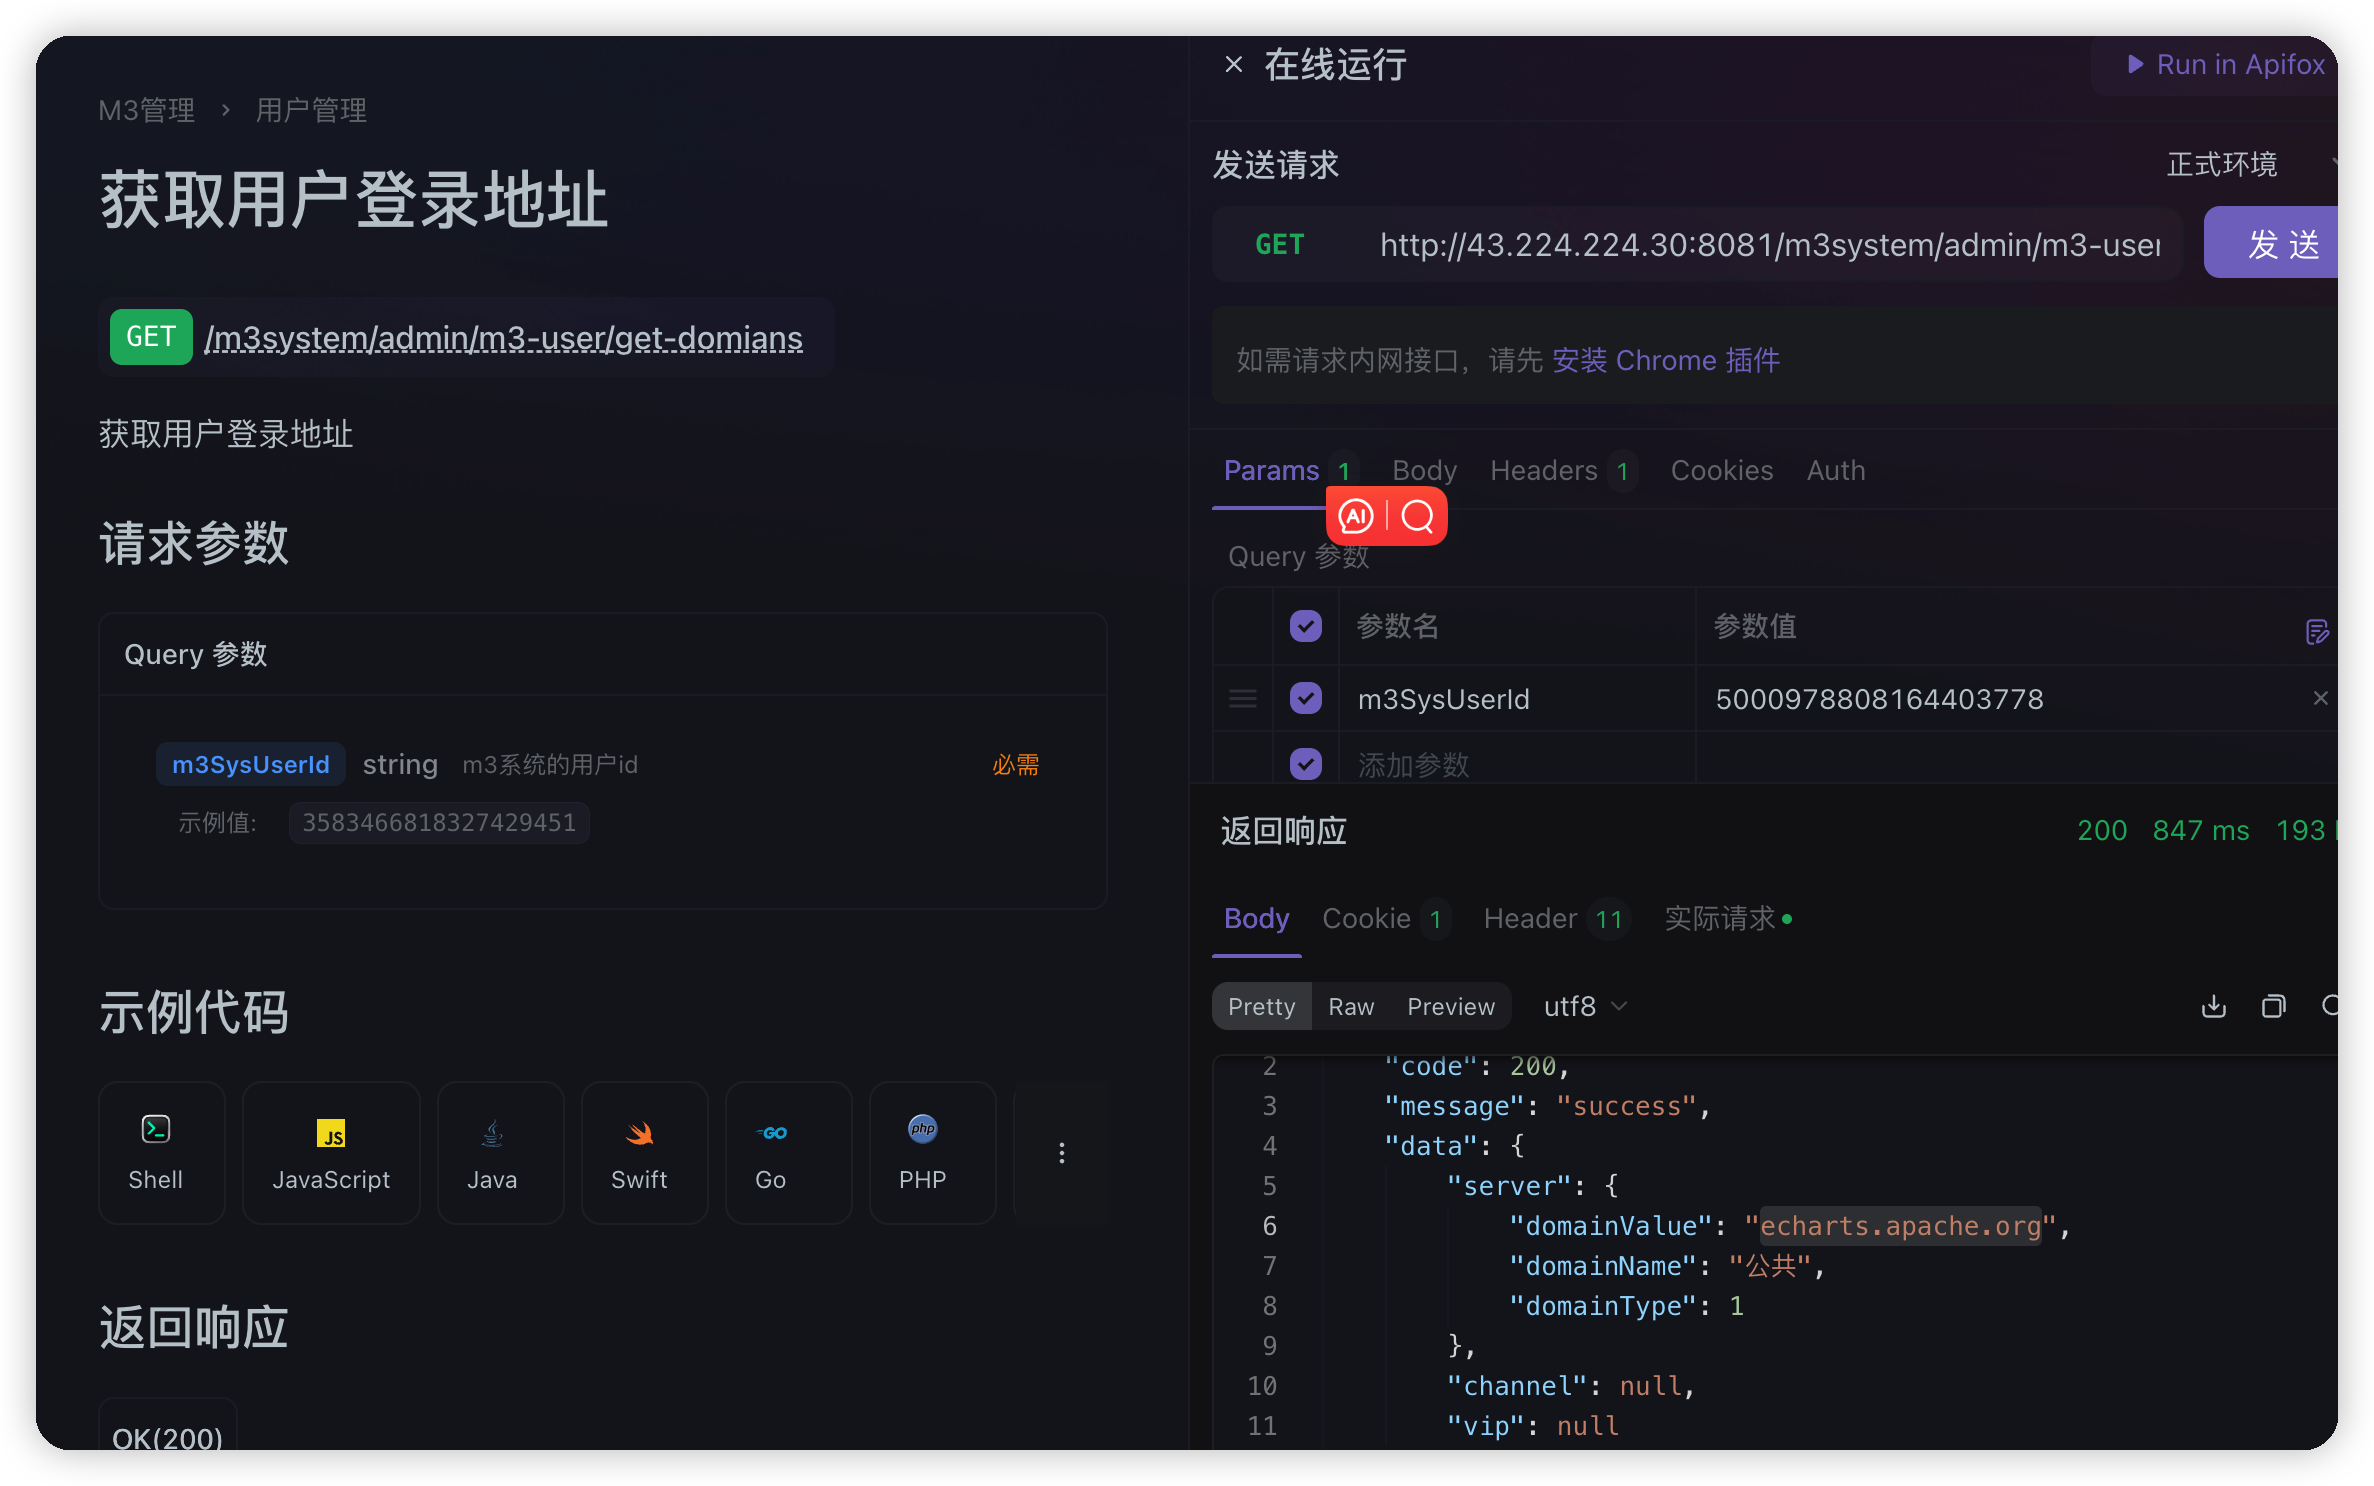 M3管理 › 用户管理
获取用户登录地址
GET /m3system/admin/m3-user/get-domians
获取用户登录地址
请求参数
Query 参数
m3SysUserId string m3系统的用户id 必需
示例值: 3583466818327429451
示例代码
Shell JavaScript Java Swift Go PHP
JS GO php
返回响应
OK(200)
× 在线运行 Run in Apifox
发送请求 正式环境
GET http://43.224.224.30:8081/m3system/admin/m3-user 发 送
如需请求内网接口，请先 安装 Chrome 插件
Params 1 Body Headers 1 Cookies Auth
AI
Query 参数
参数名 参数值
m3SysUserId 5000978808164403778
添加参数
返回响应 200 847 ms 193
Body Cookie 1 Header 11 实际请求
Pretty Raw Preview utf8
2 "code": 200,
3 "message": "success",
4 "data": {
5 "server": {
6 "domainValue": "echarts.apache.org",
7 "domainName": "公共",
8 "domainType": 1
9 },
10 "channel": null,
11 "vip": null